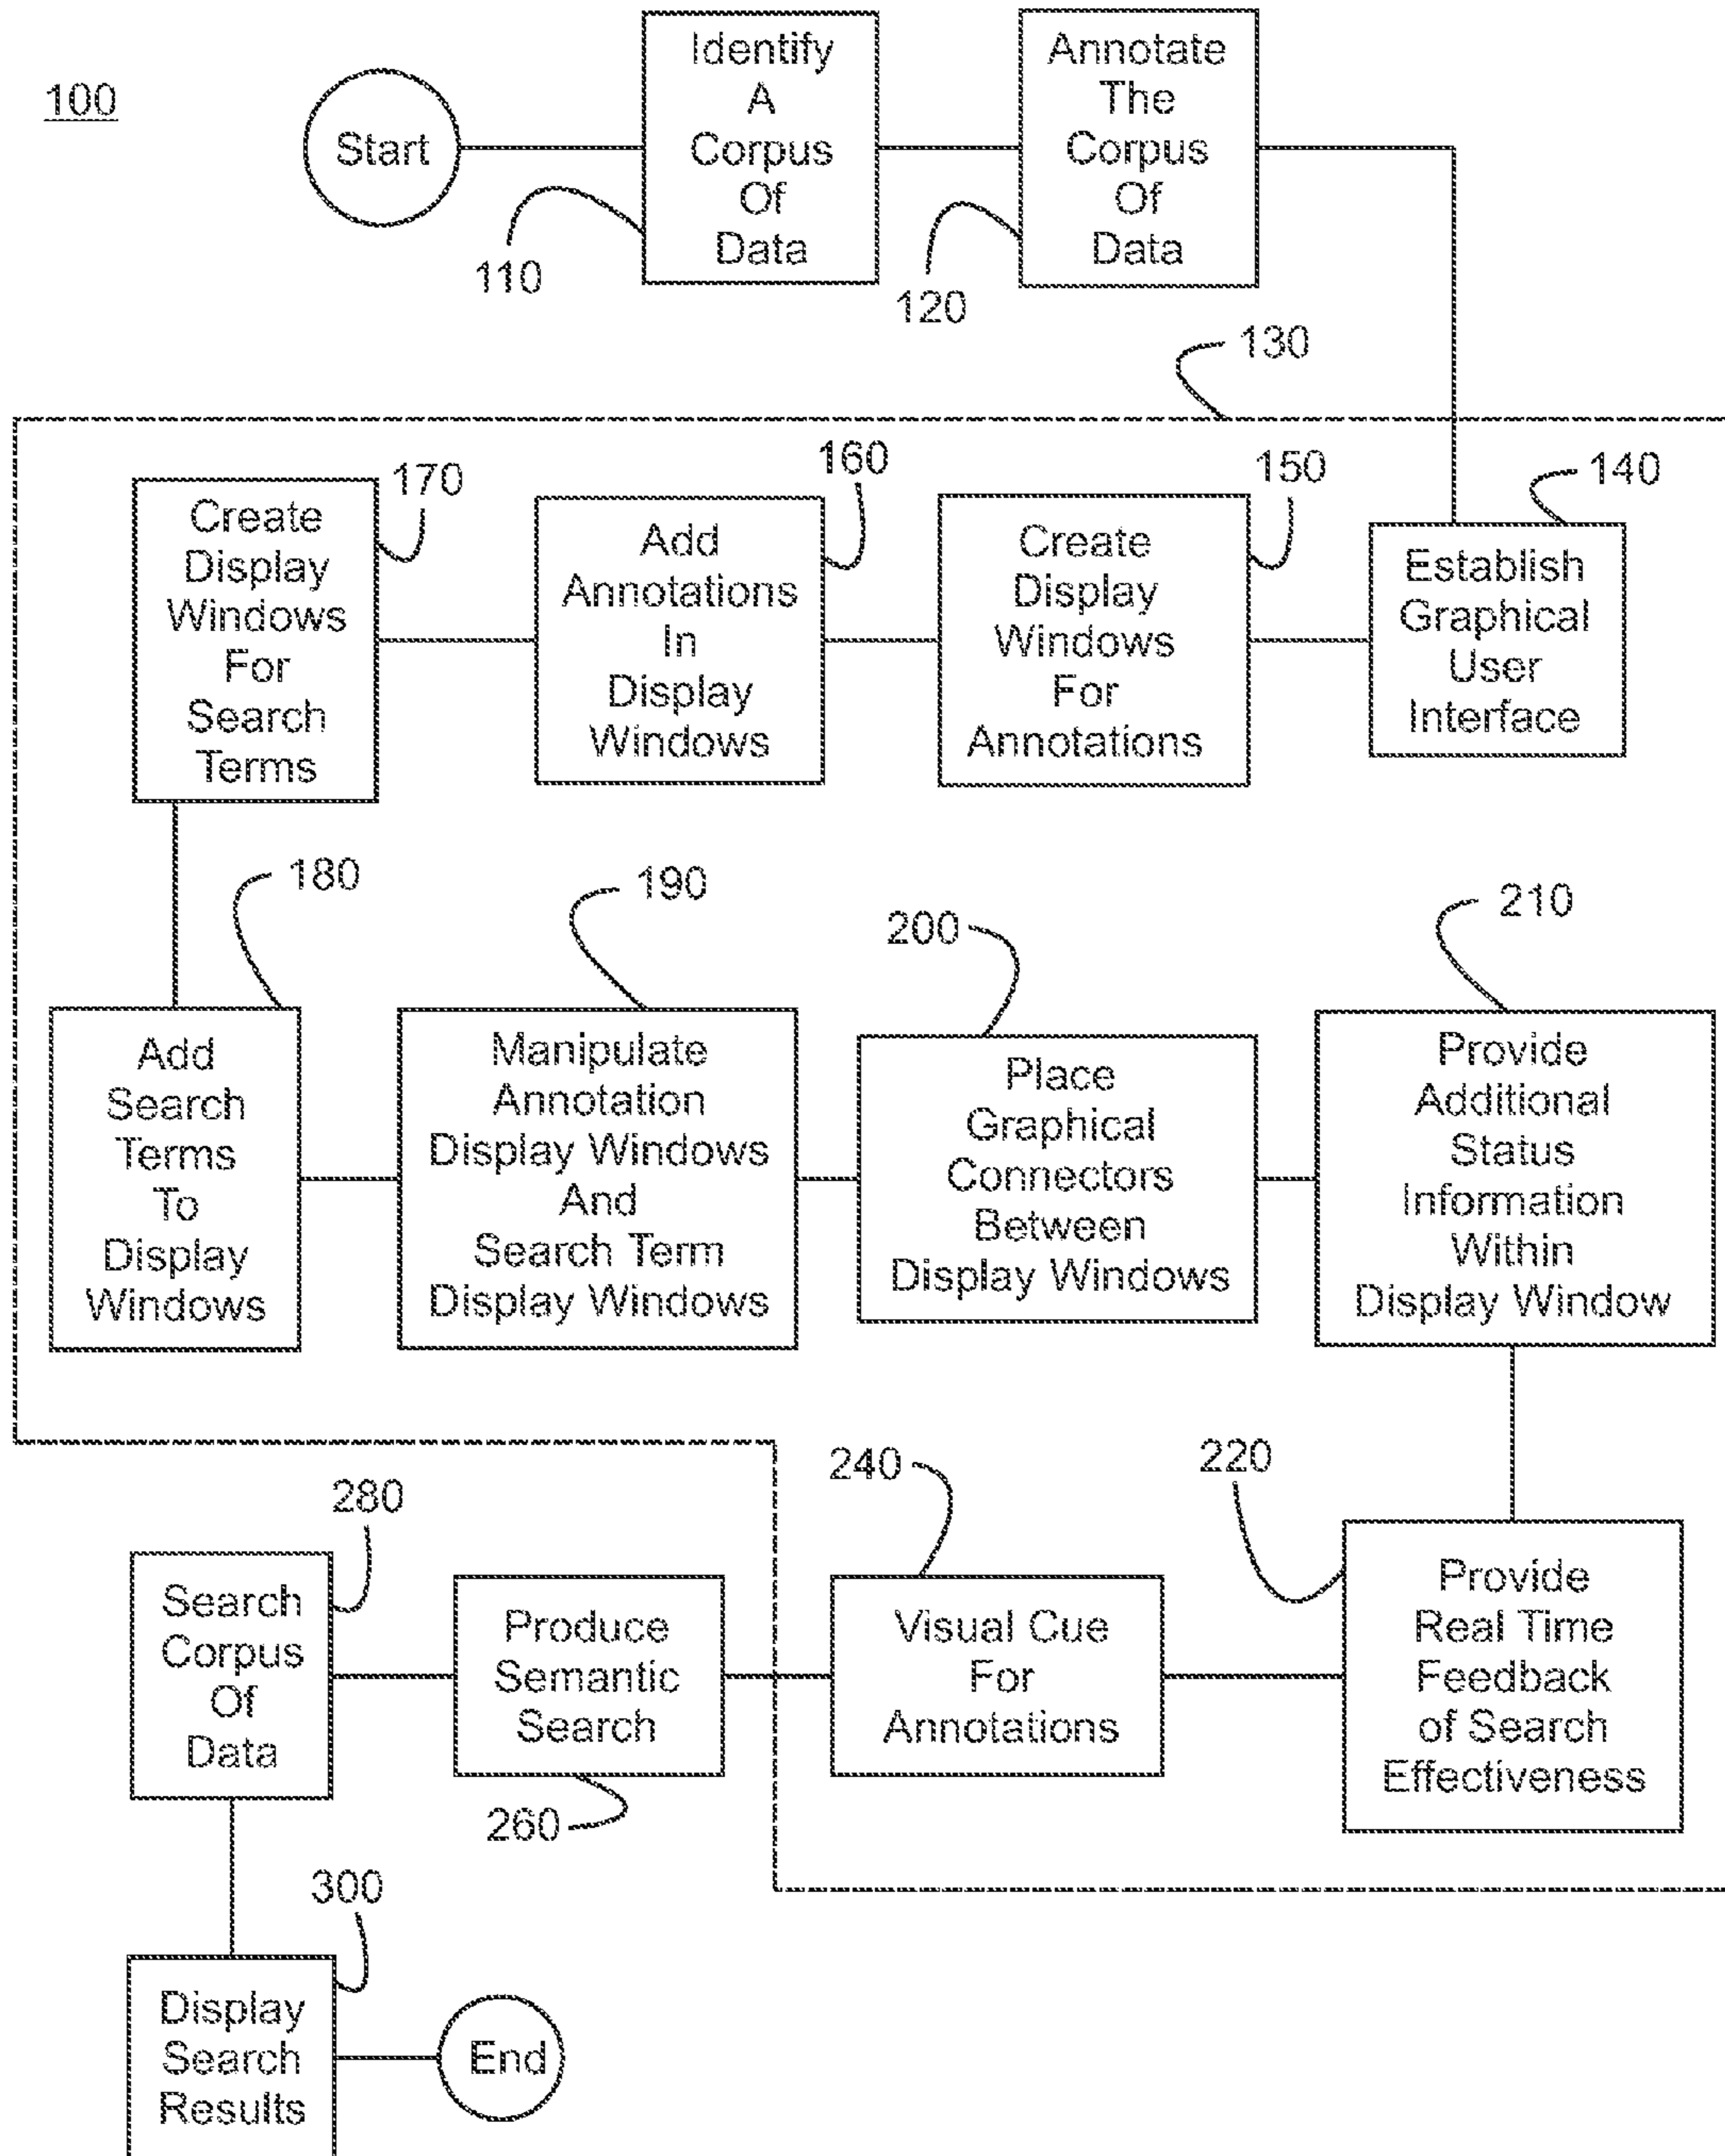 100
Start
Identify
A
Corpus
Of
Data
110
Annotate
The
Corpus
Of
Data
120
130
140
Establish
Graphical
User
Interface
150
Create
Display
Windows
For
Annotations
160
Add
Annotations
In
Display
Windows
170
Create
Display
Windows
For
Search
Terms
180
Add
Search
Terms
To
Display
Windows
190
Manipulate
Annotation
Display Windows
And
Search Term
Display Windows
200
Place
Graphical
Connectors
Between
Display Windows
210
Provide
Additional
Status
Information
Within
Display Window
220
Provide
Real Time
Feedback
of Search
Effectiveness
240
Visual Cue
For
Annotations
Produce
Semantic
Search
260
280
Search
Corpus
Of
Data
300
Display
Search
Results
End